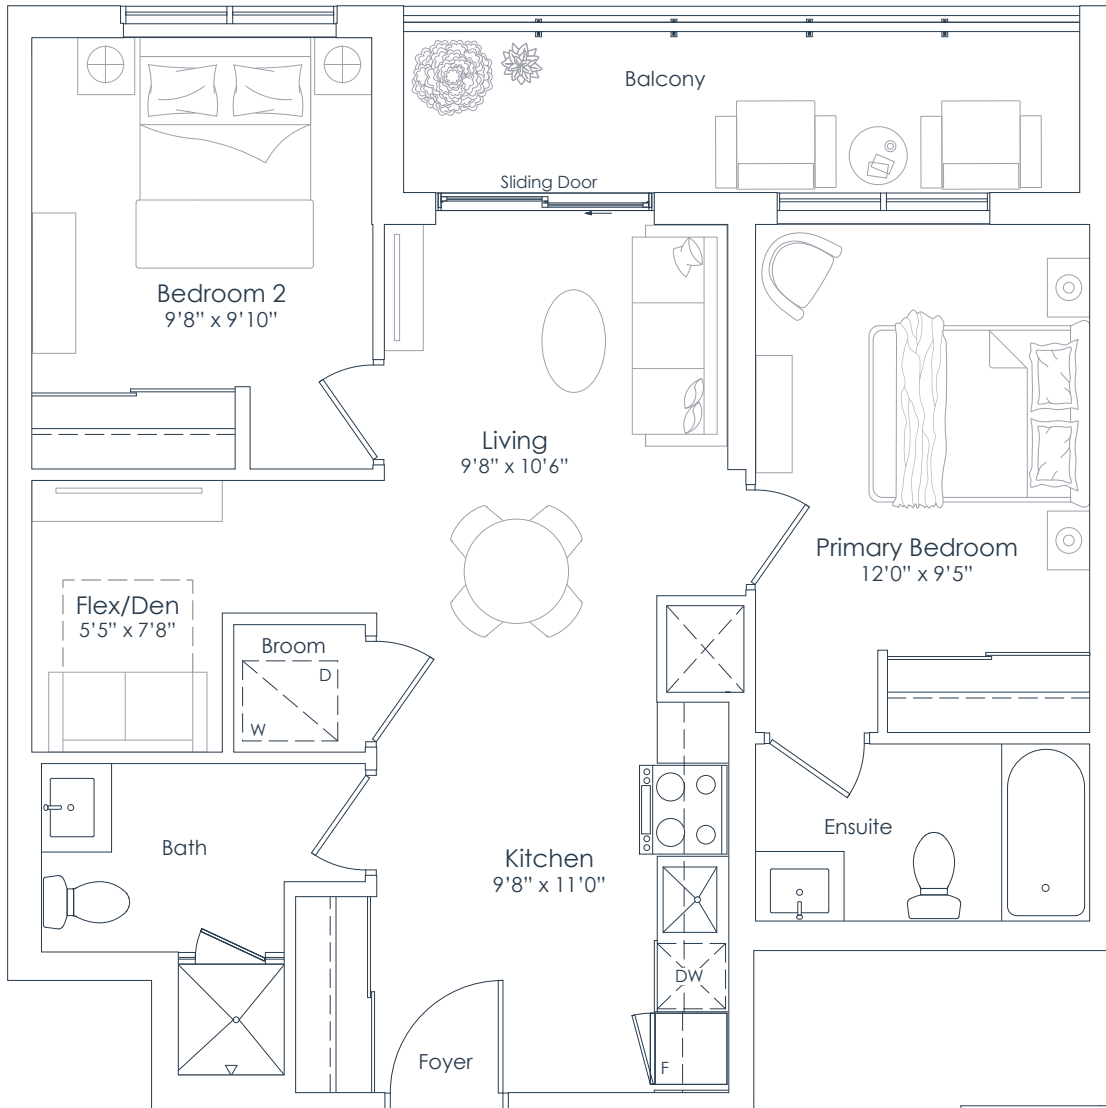 Balcony
Sliding Door
Bedroom 2
9’8” x 9’10”
Living
9’8” x 10’6”
Primary Bedroom
12’0” x 9’5”
Flex/Den
5’5” x 7’8”
Broom
D
W
Bath
Ensuite
Kitchen
9’8” x 11’0”
DW
Foyer
F